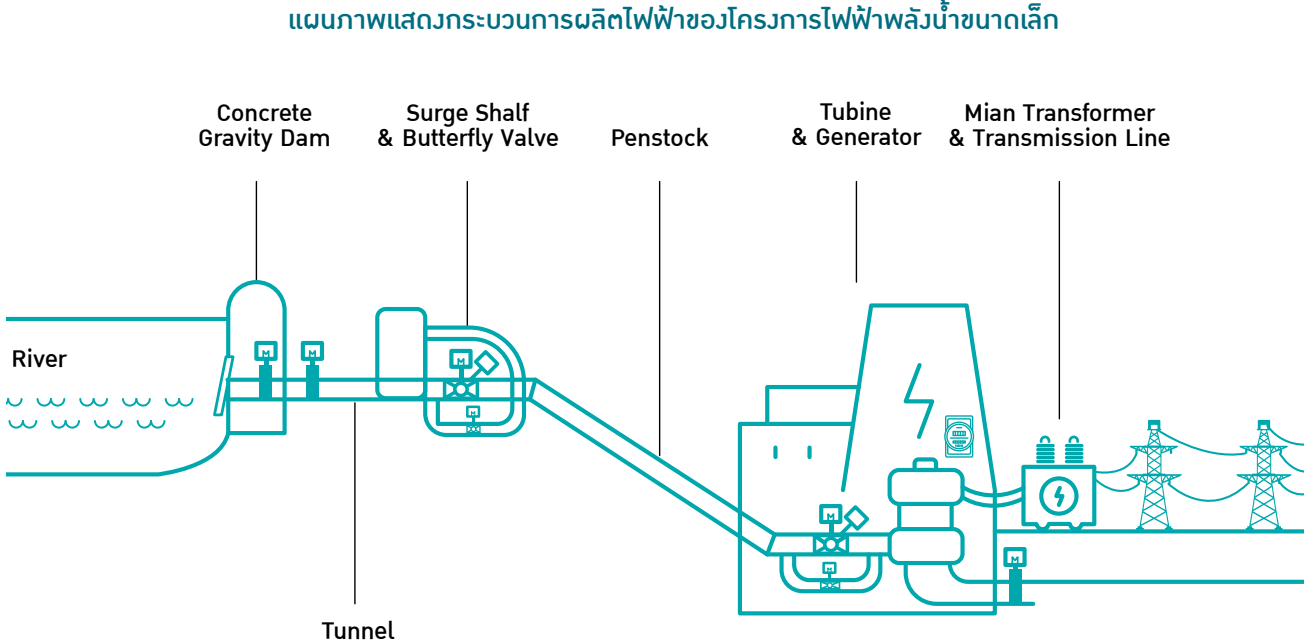 แผนภาพแสดงกระบวนการผลิตไฟฟ้าของโครงการไฟฟ้าพลังน้ำขนาดเล็ก
Concrete
Gravity Dam
Surge Shalf
& Butterfly Valve
Penstock
Tubine
& Generator
Mian Transformer
& Transmission Line
River
M
M
M
M
M
M
M
Tunnel